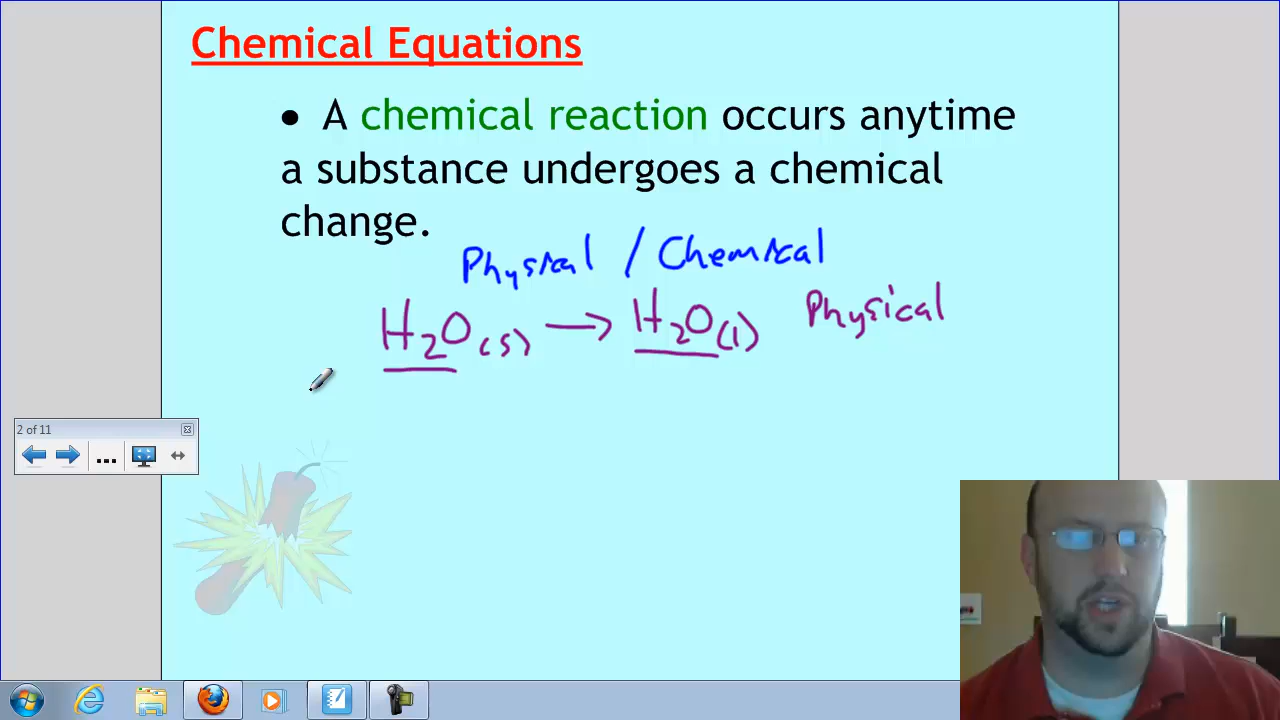 Chemical Equations
• A chemical reaction occurs anytime
a substance undergoes a chemical
change.
Physical / Chemical
H₂O(s) → H₂O(l) Physical
2 of 11
...